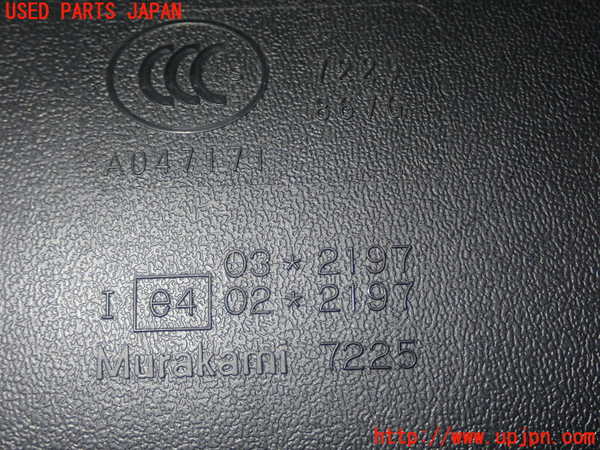 USED PARTS JAPAN
CCC S
A047171
03*2197
I e4 02*2197
Murakami 7225
http://www.upjpn.com